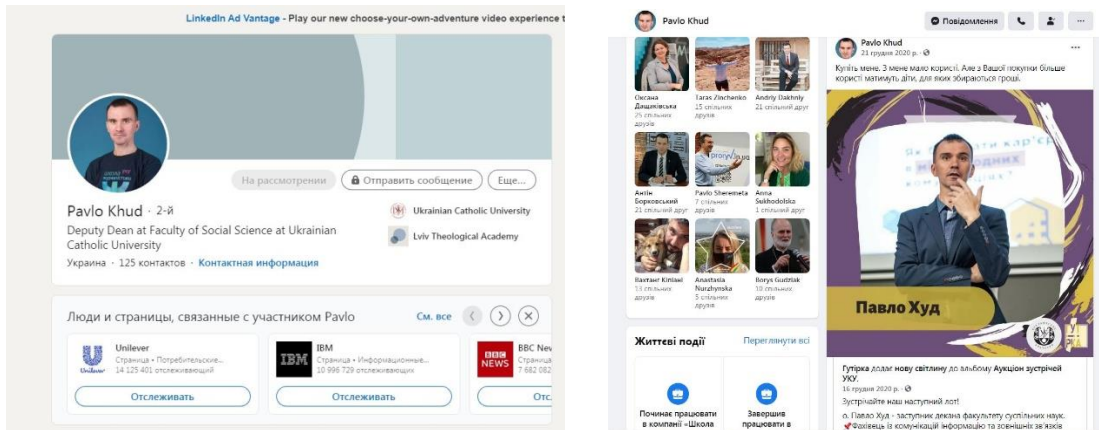 LinkedIn Ad Vantage - Play our new choose-your-own-adventure video experience t
На рассмотрении
Отправить сообщение
Еще...
Pavlo Khud · 2-й
Deputy Dean at Faculty of Social Science at Ukrainian
Catholic University
Украина · 125 контактов · Контактная информация
Ukrainian Catholic University
Lviv Theological Academy
Люди и страницы, связанные с участником Pavlo
См. все
Unilever
Страница • Потребительские...
14 125 401 отслеживающий
Отслеживать
IBM
Страница • Информационные...
10 996 729 отслеживающих
Отслеживать
BBC NEWS
BBC Nev
Страница
7 682 082
Отс
Pavlo Khud
Повідомлення
Оксана
Дащаківська
25 спільних
друзів
Taras Zinchenko
15 спільних
друзів
Andriy Dakhniy
21 спільний друг
Антін
Борковський
21 спільний друг
Pavlo Sheremeta
7 спільних
друзів
Anna
Sukhodolska
1 спільний друг
Вахтанг Кіпіані
13 спільних
друзів
Anastasia
Nurzhynska
5 спільних
друзів
Borys Gudziak
10 спільних
друзів
Життєві події
Переглянути всі
Починає працювати
в компанії «Школа
Завершив
працювати в
Pavlo Khud
21 грудня 2020 р.
Купіть мене. З мене мало користі. Але з Вашої покупки більше
користі матимуть діти, для яких збираються гроші.
Павло Худ
Гутірка додає нову світлину до альбому Аукціон зустрічей
УКУ.
16 грудня 2020 р.
Зустрічайте наш наступний лот!
о. Павло Худ - заступник декана факультету суспільних наук.
Фахівець із комунікацій інформацію та зовнішніх зв'язків